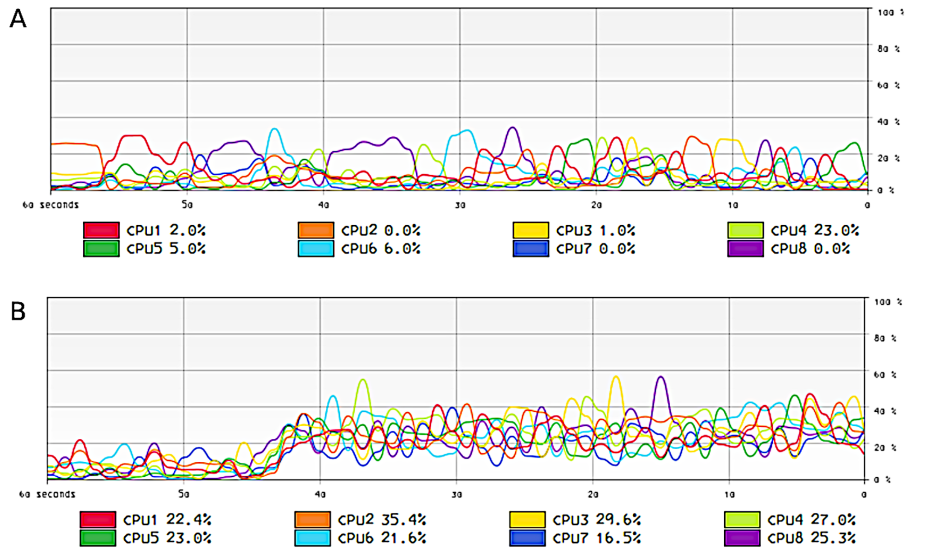 A
100 %
80 %
60 %
40 %
20 %
0 %
60 seconds 50 40 30 20 10 0
CPU1 2.0% CPU2 0.0% CPU3 1.0% CPU4 23.0%
CPU5 5.0% CPU6 6.0% CPU7 0.0% CPU8 0.0%
B
100 %
80 %
60 %
40 %
20 %
0 %
60 seconds 50 40 30 20 10 0
CPU1 22.4% CPU2 35.4% CPU3 29.6% CPU4 27.0%
CPU5 23.0% CPU6 21.6% CPU7 16.5% CPU8 25.3%